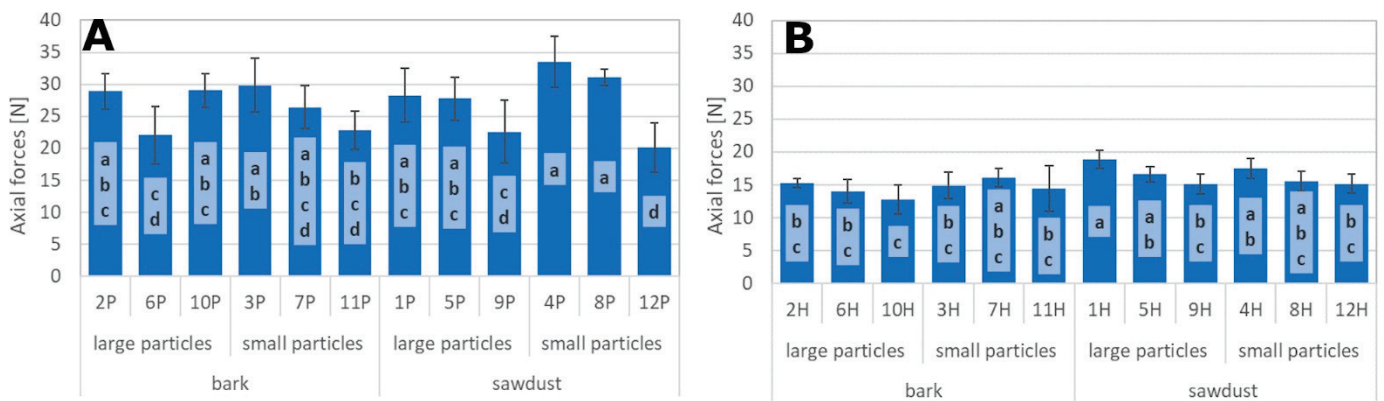 A
Axial forces [N]
40
35
30
25
20
15
10
5
0
a a a a a a a a
b c b a b b b b c
c d c b c c c c d d
d d
2P 6P 10P 3P 7P 11P 1P 5P 9P 4P 8P 12P
large particles small particles large particles small particles
bark sawdust
B
Axial forces [N]
40
35
30
25
20
15
10
5
0
b b b a b a b a a b
c c c c b c a b c b b c
c c
2H 6H 10H 3H 7H 11H 1H 5H 9H 4H 8H 12H
large particles small particles large particles small particles
bark sawdust